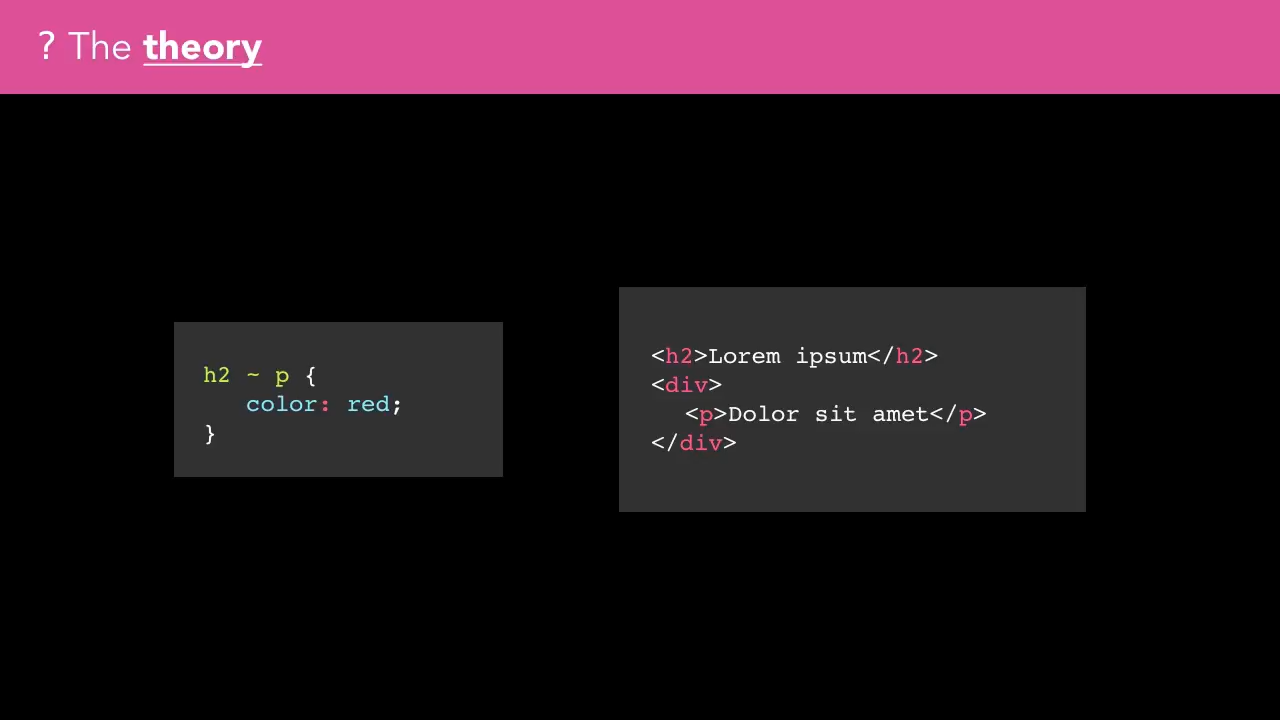 ? The theory
h2 ~ p {
color: red;
}
<h2>Lorem ipsum</h2>
<div>
<p>Dolor sit amet</p>
</div>